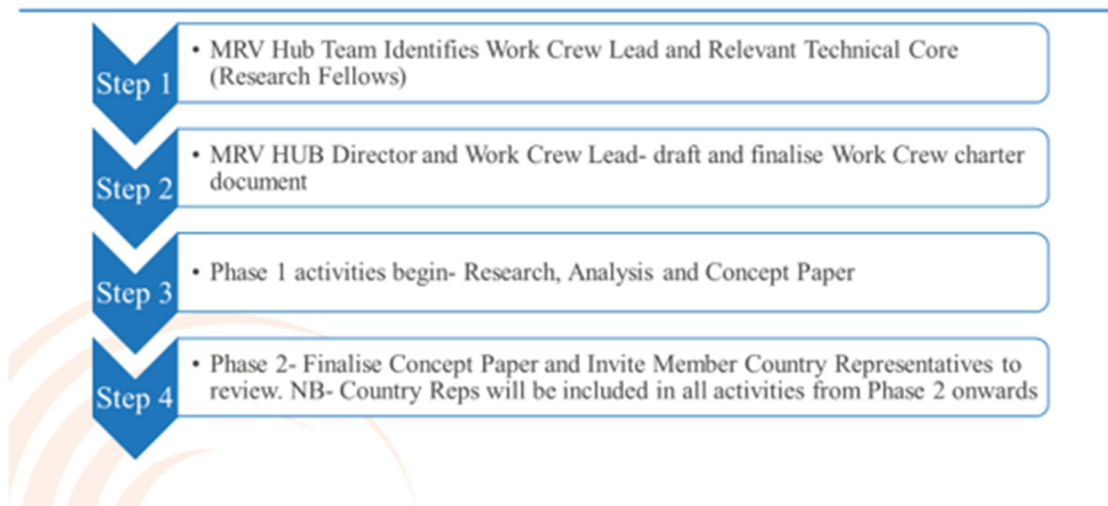 Step 1
• MRV Hub Team Identifies Work Crew Lead and Relevant Technical Core
(Research Fellows)
Step 2
• MRV HUB Director and Work Crew Lead- draft and finalise Work Crew charter
document
Step 3
• Phase 1 activities begin- Research, Analysis and Concept Paper
Step 4
• Phase 2- Finalise Concept Paper and Invite Member Country Representatives to
review. NB- Country Reps will be included in all activities from Phase 2 onwards